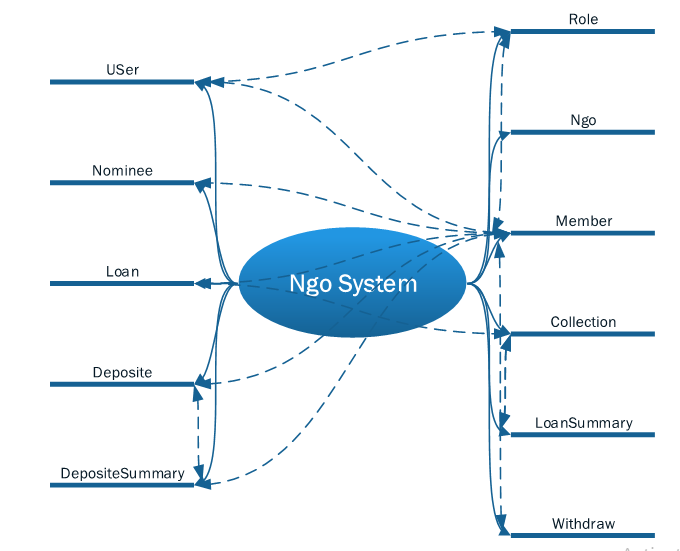 Role
USer
Ngo
Nominee
Member
Loan
Ngo System
Collection
Deposite
LoanSummary
DepositeSummary
Withdraw